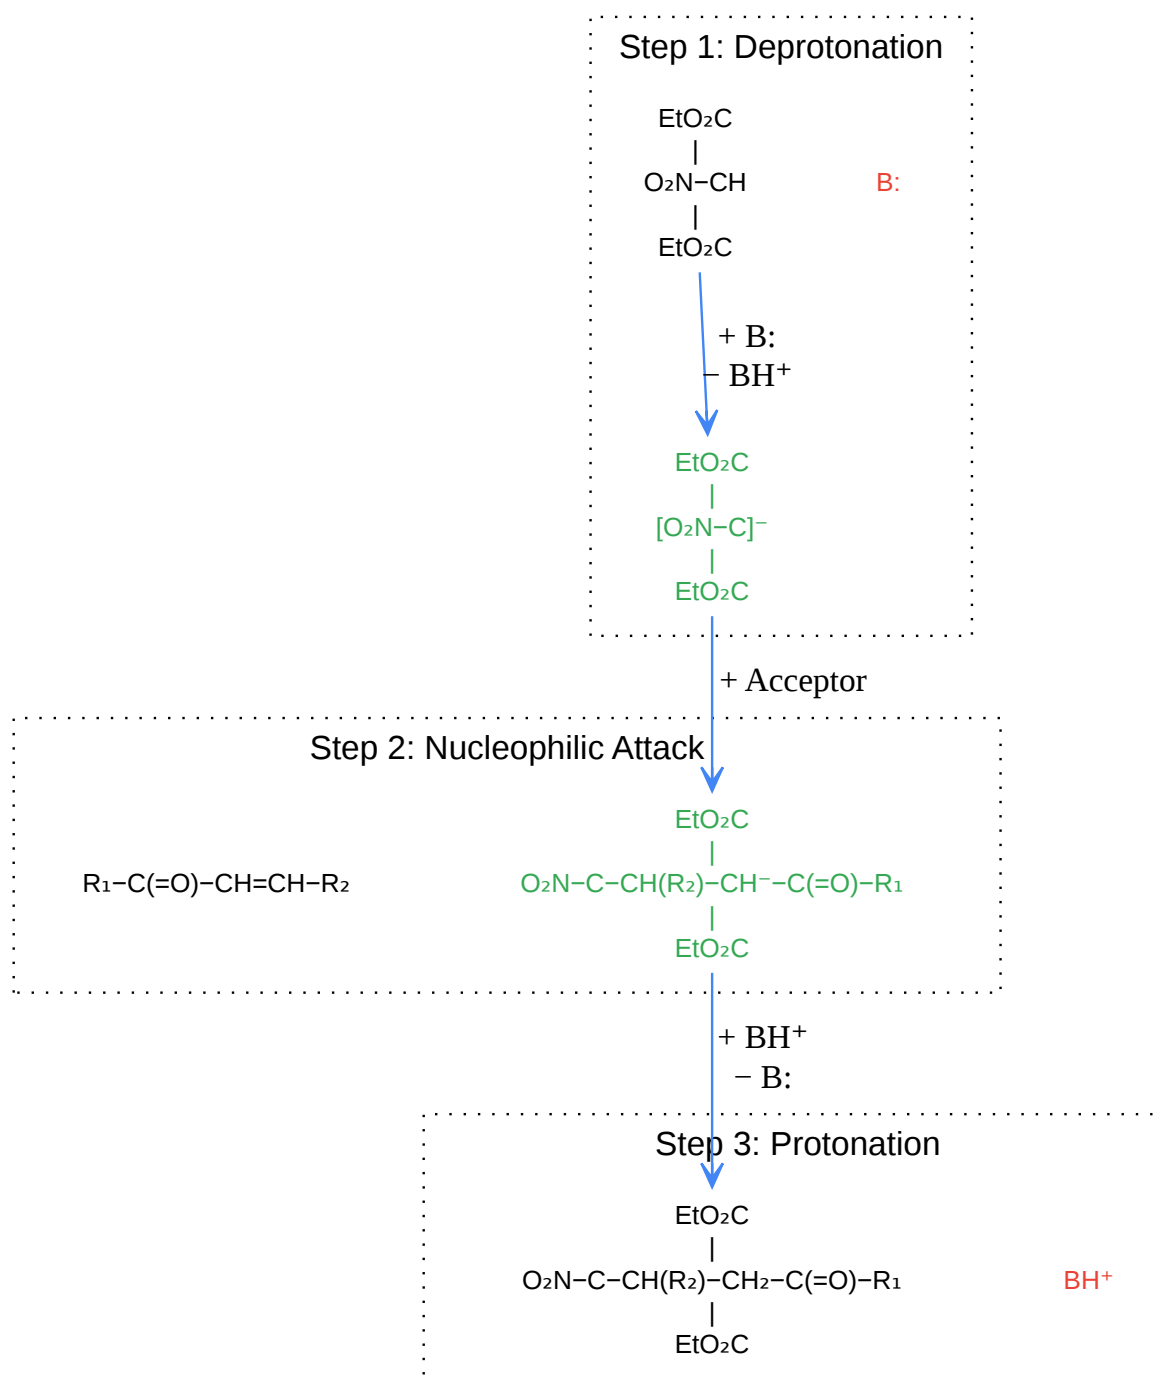 Step 1: Deprotonation
EtO₂C
|
O₂N−CH
B:
|
EtO₂C
+ B:
− BH⁺
EtO₂C
|
[O₂N−C]⁻
|
EtO₂C
+ Acceptor
Step 2: Nucleophilic Attack
EtO₂C
|
R₁−C(=O)−CH=CH−R₂
O₂N−C−CH(R₂)−CH⁻−C(=O)−R₁
|
EtO₂C
+ BH⁺
− B:
Step 3: Protonation
EtO₂C
|
O₂N−C−CH(R₂)−CH₂−C(=O)−R₁
BH⁺
|
EtO₂C